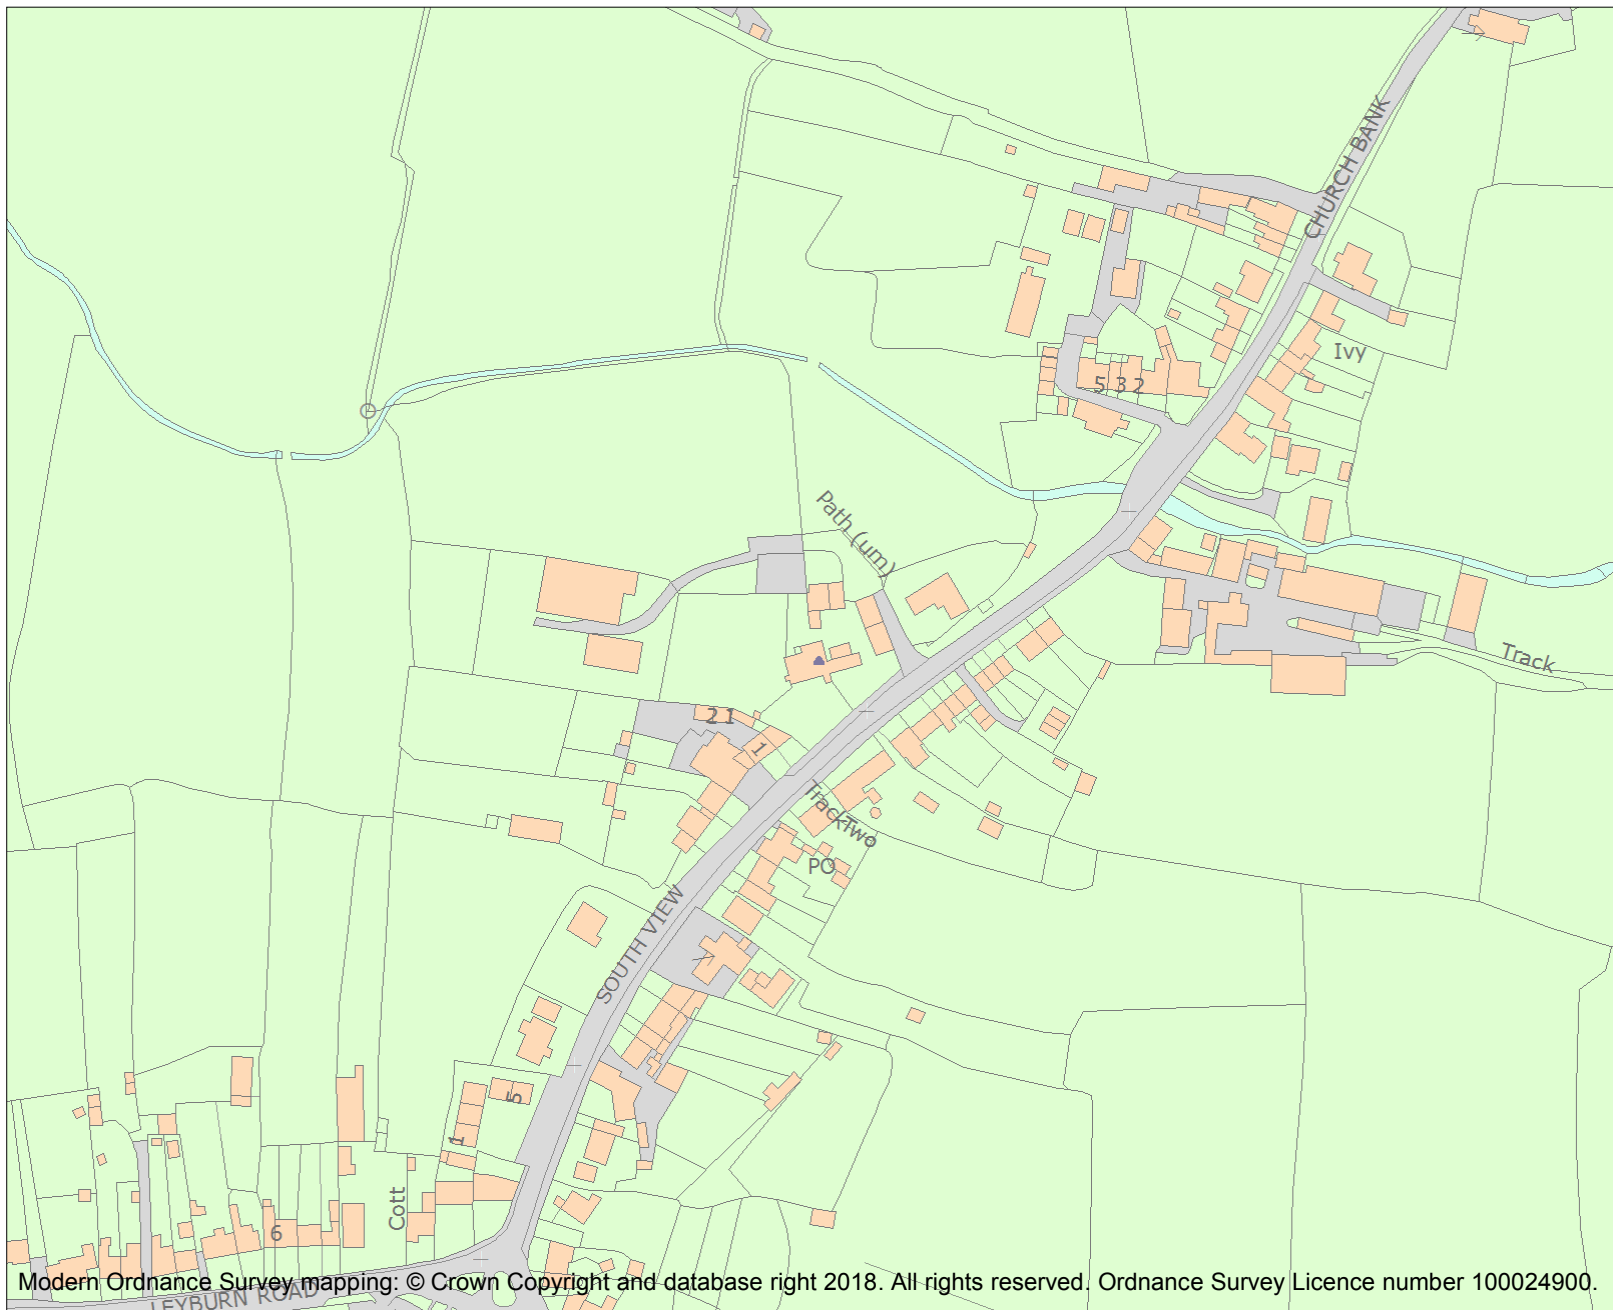 CHURCH BANK
Ivy
5 3 2
Path (um)
Track
2 1
1
Track
Two
PO
SOUTH VIEW
5
1
Cott
6
Modern Ordnance Survey mapping: © Crown Copyright and database right 2018. All rights reserved. Ordnance Survey Licence number 100024900.
LEYBURN ROAD